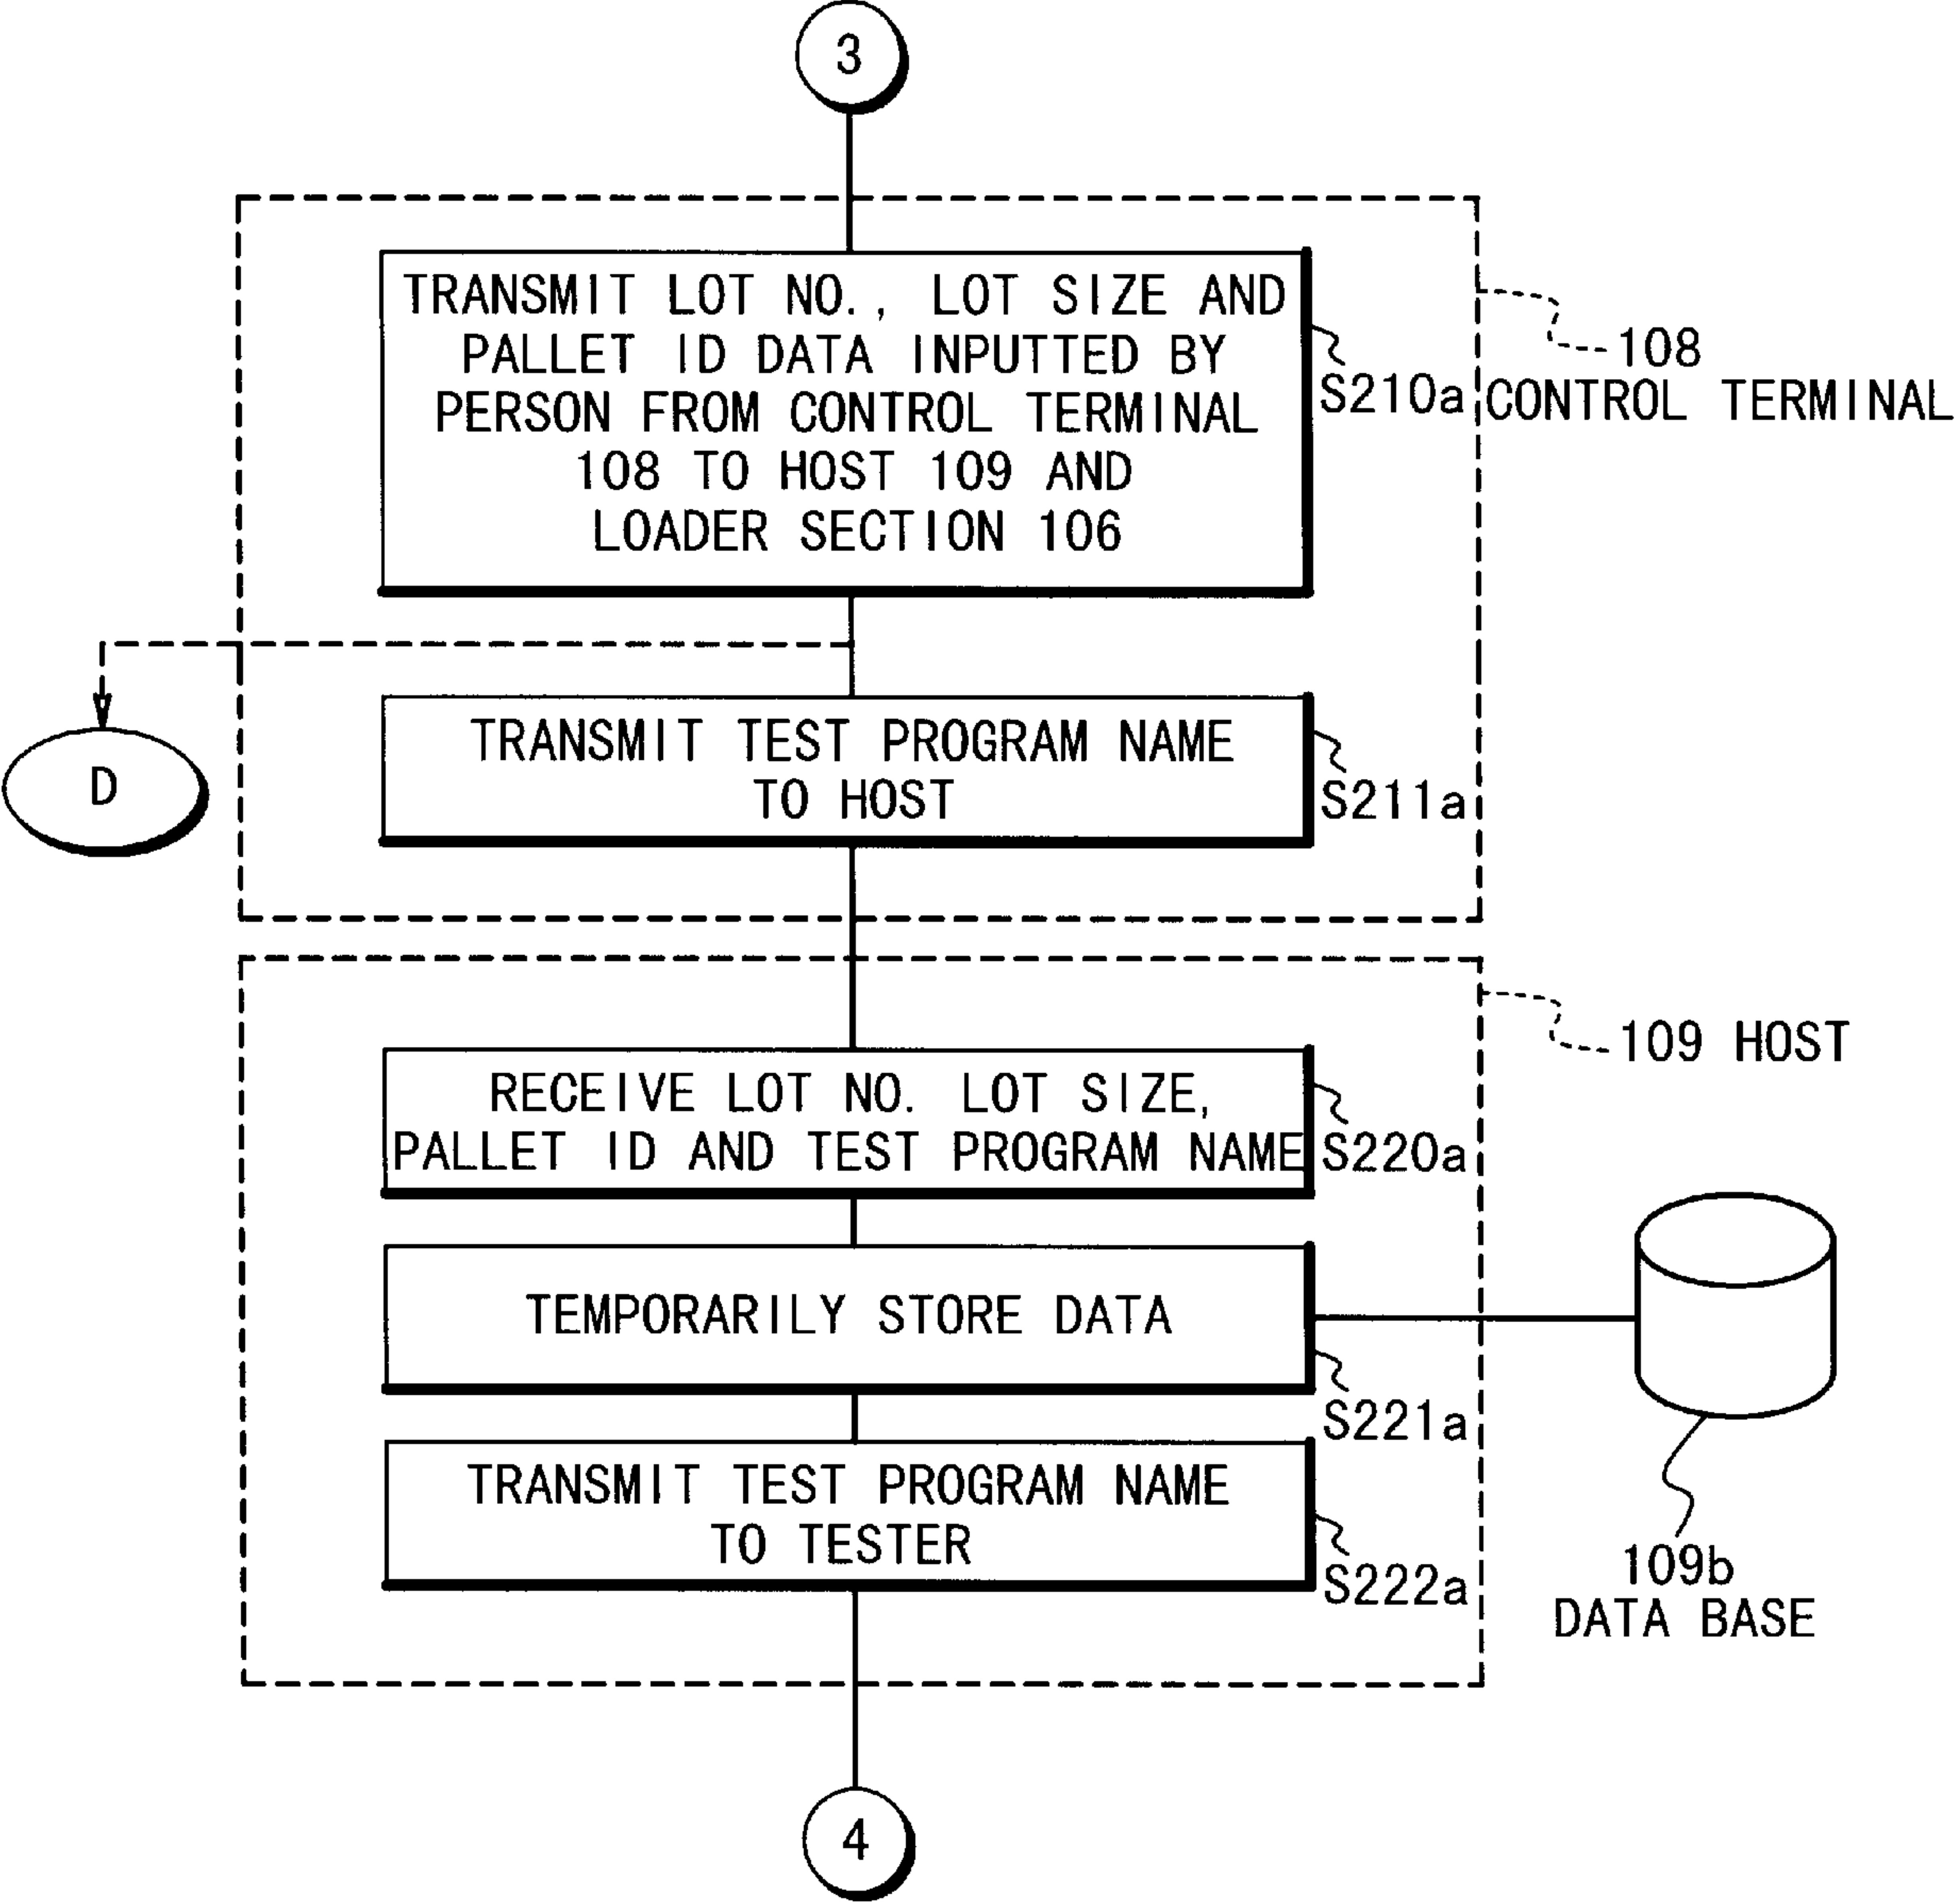 3
TRANSMIT LOT NO., LOT SIZE AND
PALLET ID DATA INPUTTED BY
PERSON FROM CONTROL TERMINAL
108 TO HOST 109 AND
LOADER SECTION 106
S210a
108
CONTROL TERMINAL
D
TRANSMIT TEST PROGRAM NAME
TO HOST
S211a
109 HOST
RECEIVE LOT NO. LOT SIZE,
PALLET ID AND TEST PROGRAM NAME
S220a
TEMPORARILY STORE DATA
S221a
TRANSMIT TEST PROGRAM NAME
TO TESTER
S222a
109b
DATA BASE
4